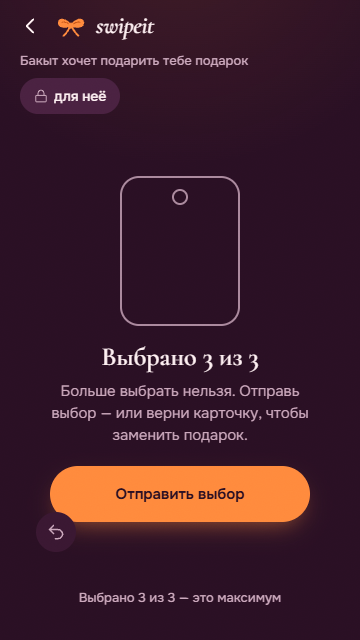 swipeit
Бакыт хочет подарить тебе подарок
для неё
Выбрано 3 из 3
Больше выбрать нельзя. Отправь
выбор — или верни карточку, чтобы
заменить подарок.
Отправить выбор
Выбрано 3 из 3 — это максимум